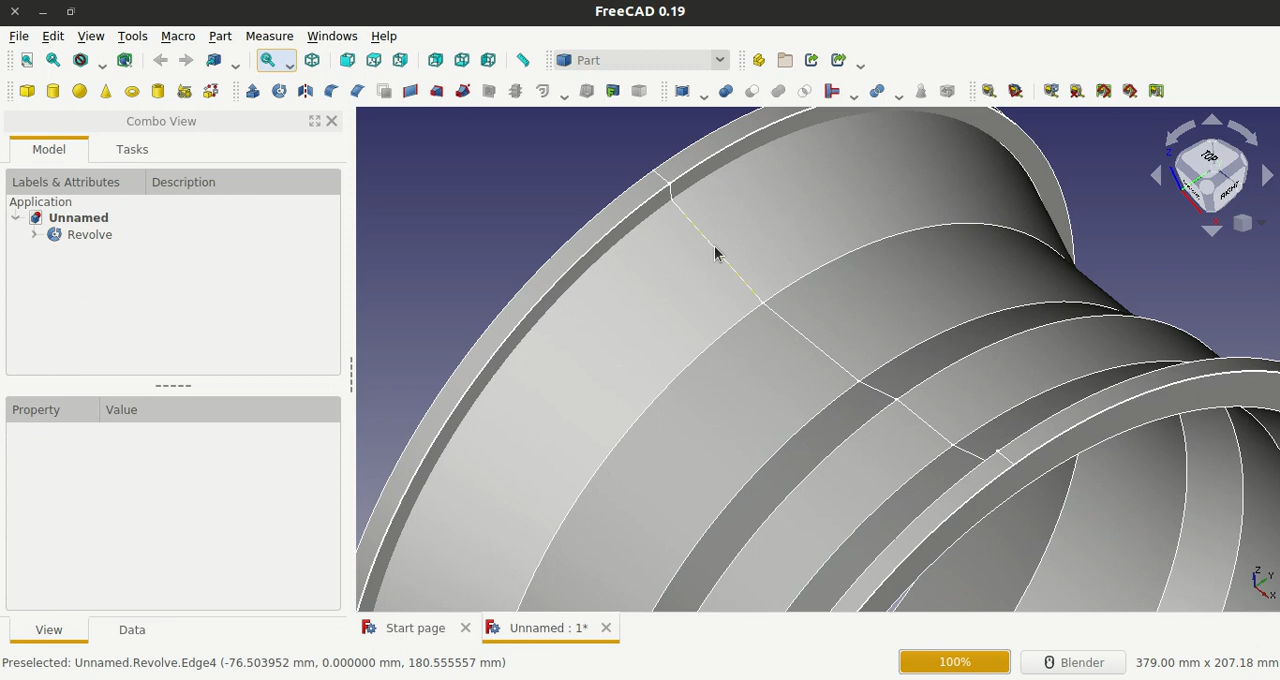 FreeCAD 0.19
File Edit View Tools Macro Part Measure Windows Help
Part
Combo View
Model Tasks
Labels & Attributes Description
Application
Unnamed
Revolve
Property Value
View Data
Start page Unnamed : 1*
TOP
Z
Z
Y
X
Preselected: Unnamed.Revolve.Edge4 (-76.503952 mm, 0.000000 mm, 180.555557 mm)
100% Blender 379.00 mm x 207.18 mm